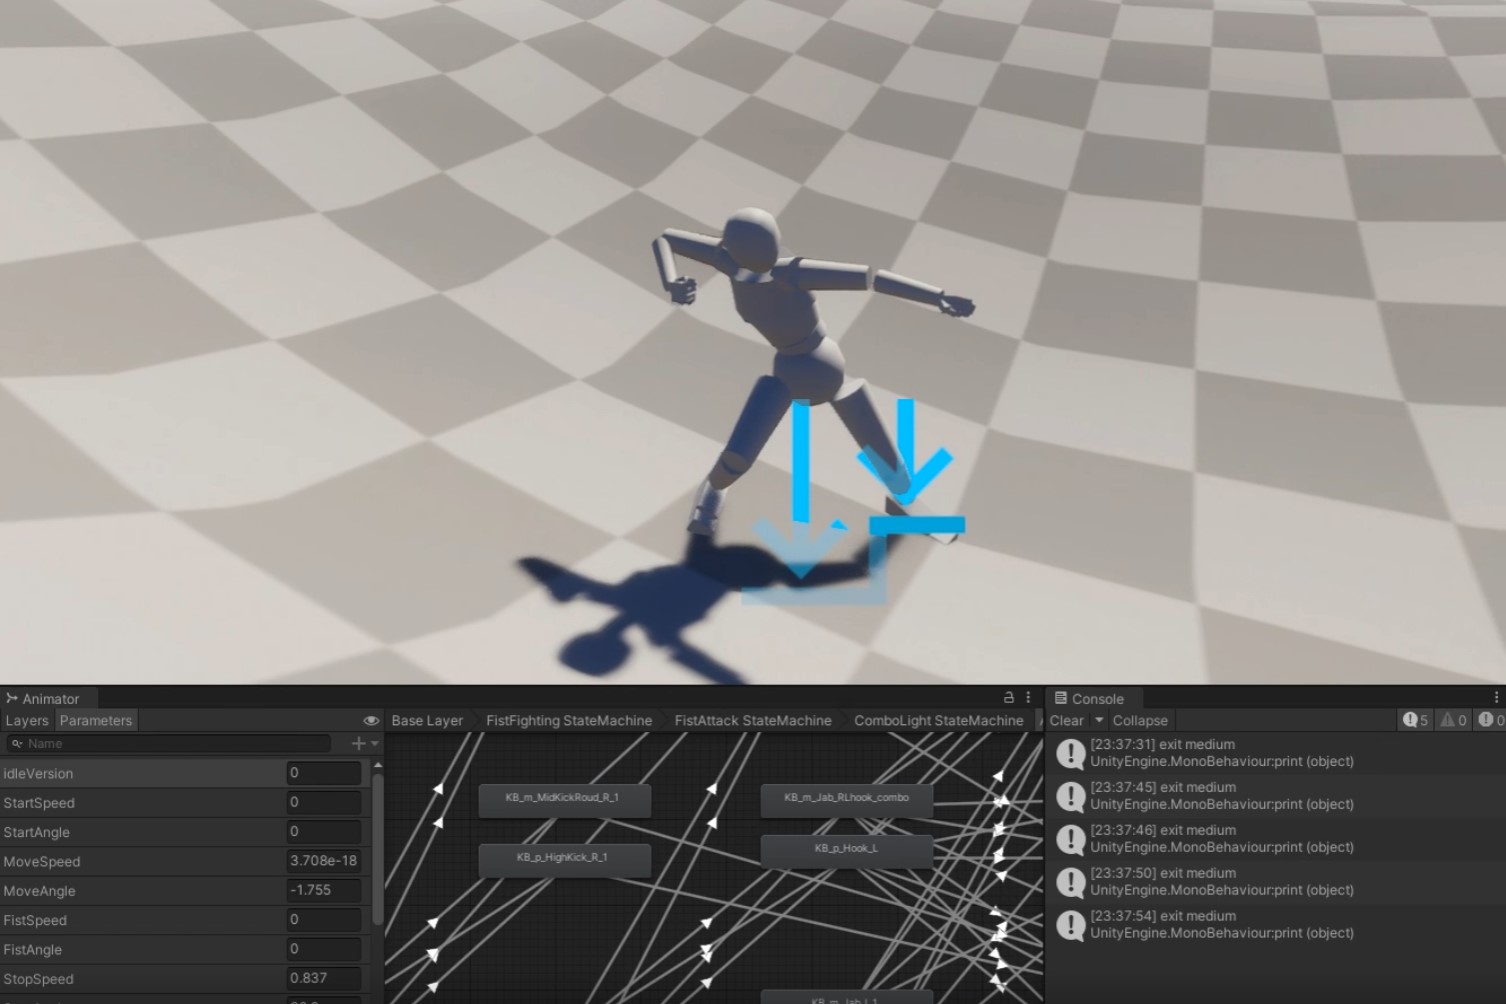 Animator
Layers Parameters
Name
idleVersion 0
StartSpeed 0
StartAngle 0
MoveSpeed 3.708e-18
MoveAngle -1.755
FistSpeed 0
FistAngle 0
StopSpeed 0.837
Base Layer FistFighting StateMachine FistAttack StateMachine ComboLight StateMachine
KB_m_MidKickRoud_R_1
KB_m_Jab_RLhook_combo
KB_p_Hook_L
KB_p_HighKick_R_1
Console
Clear Collapse 5 0 0
[23:37:31] exit medium
UnityEngine.MonoBehaviour:print (object)
[23:37:45] exit medium
UnityEngine.MonoBehaviour:print (object)
[23:37:46] exit medium
UnityEngine.MonoBehaviour:print (object)
[23:37:50] exit medium
UnityEngine.MonoBehaviour:print (object)
[23:37:54] exit medium
UnityEngine.MonoBehaviour:print (object)